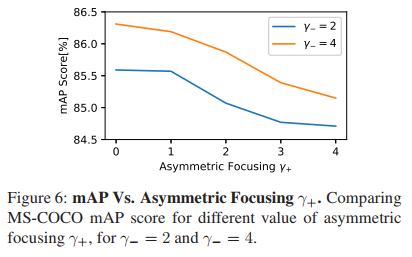 86.5
86.0
85.5
85.0
84.5
mAP Score[%]
γ− = 2
γ− = 4
0 1 2 3 4
Asymmetric Focusing γ+
Figure 6: mAP Vs. Asymmetric Focusing γ+. Comparing
MS-COCO mAP score for different value of asymmetric
focusing γ+, for γ− = 2 and γ− = 4.